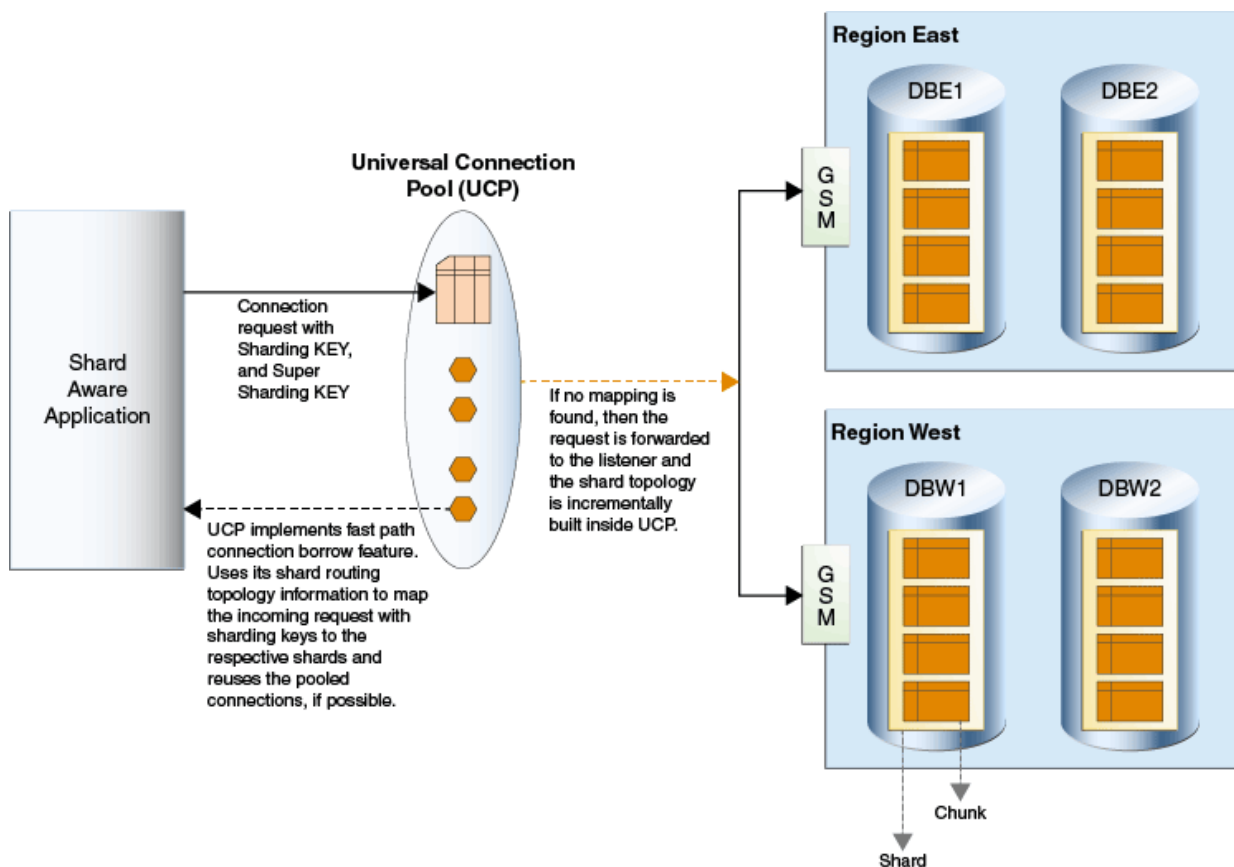 Universal Connection
Pool (UCP)
Shard
Aware
Application
Connection
request with
Sharding KEY,
and Super
Sharding KEY
UCP implements fast path
connection borrow feature.
Uses its shard routing
topology information to map
the incoming request with
sharding keys to the
respective shards and
reuses the pooled
connections, if possible.
If no mapping is
found, then the
request is forwarded
to the listener and
the shard topology
is incrementally
built inside UCP.
Region East
DBE1
DBE2
G
S
M
Region West
DBW1
DBW2
G
S
M
Chunk
Shard